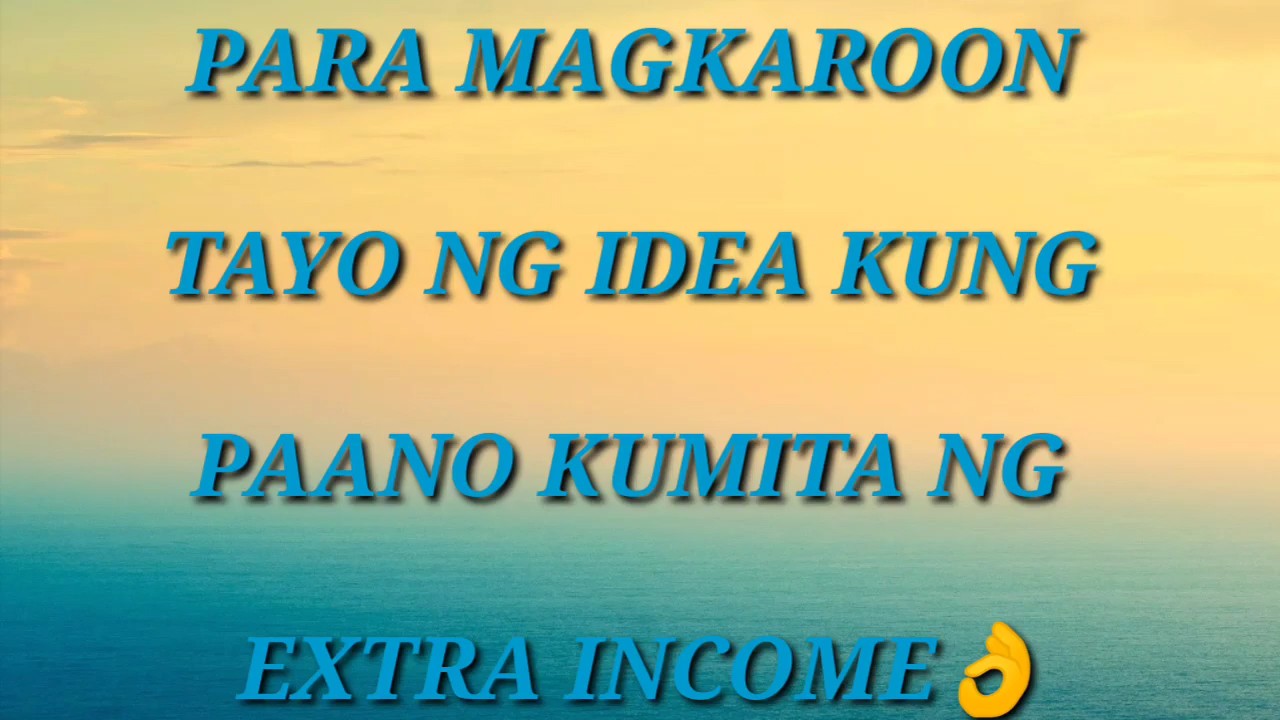 PARA MAGKAROON
TAYO NG IDEA KUNG
PAANO KUMITA NG
EXTRA INCOME👌